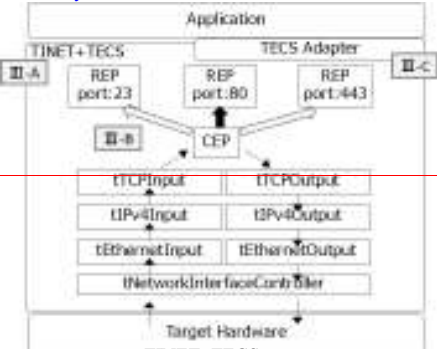 Application
TINET+TECS
TECS Adapter
III-A
REP
port:23
REP
port:80
REP
port:443
III-C
III-B
CEP
tTCPInput
tTCPOutput
tIPv4Input
tIPv4Output
tEthernetInput
tEthernetOutput
tNetworkInterfaceController
Target Hardware